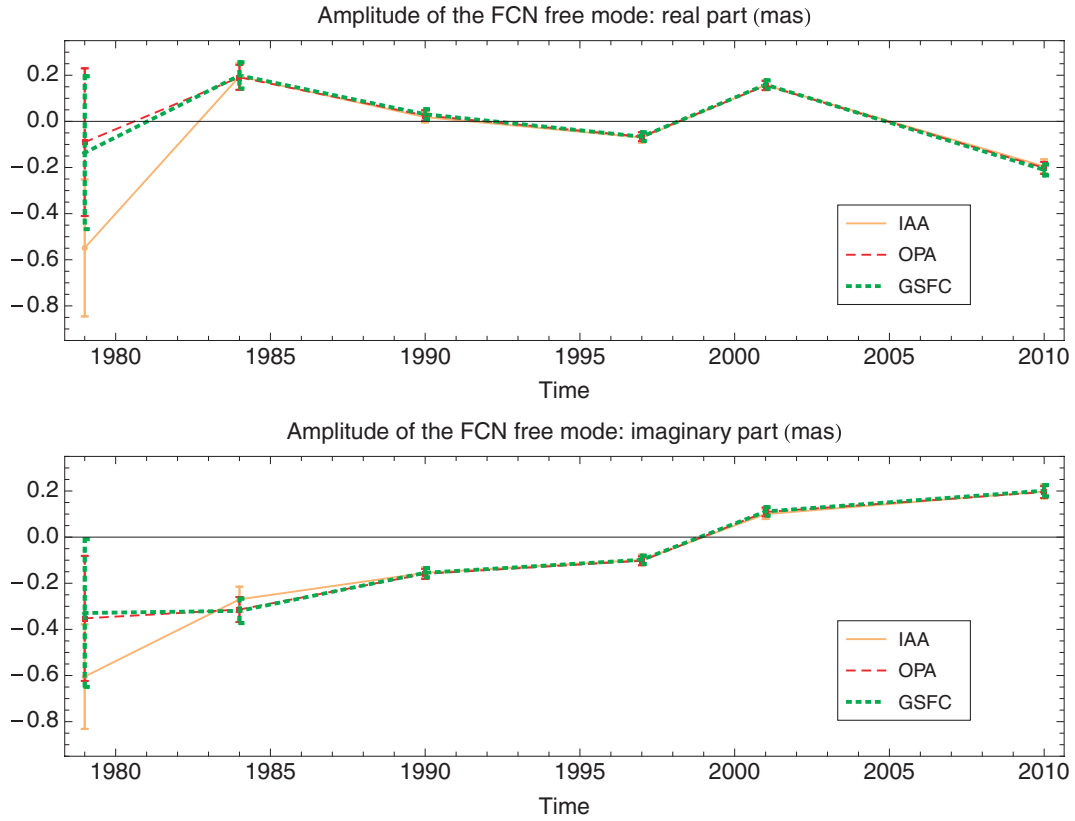 Amplitude of the FCN free mode: real part (mas)
0.2
0.0
−0.2
−0.4
−0.6
−0.8
IAA
OPA
GSFC
1980 1985 1990 1995 2000 2005 2010
Time
Amplitude of the FCN free mode: imaginary part (mas)
0.2
0.0
−0.2
−0.4
−0.6
−0.8
IAA
OPA
GSFC
1980 1985 1990 1995 2000 2005 2010
Time